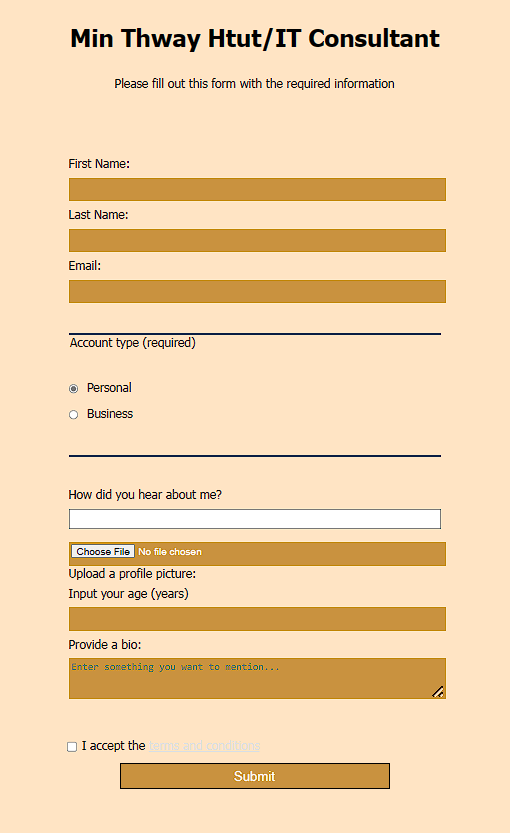 Min Thway Htut/IT Consultant
Please fill out this form with the required information
First Name:
Last Name:
Email:
Account type (required)
Personal
Business
How did you hear about me?
Choose File No file chosen
Upload a profile picture:
Input your age (years)
Provide a bio:
Enter something you want to mention...
I accept the terms and conditions
Submit